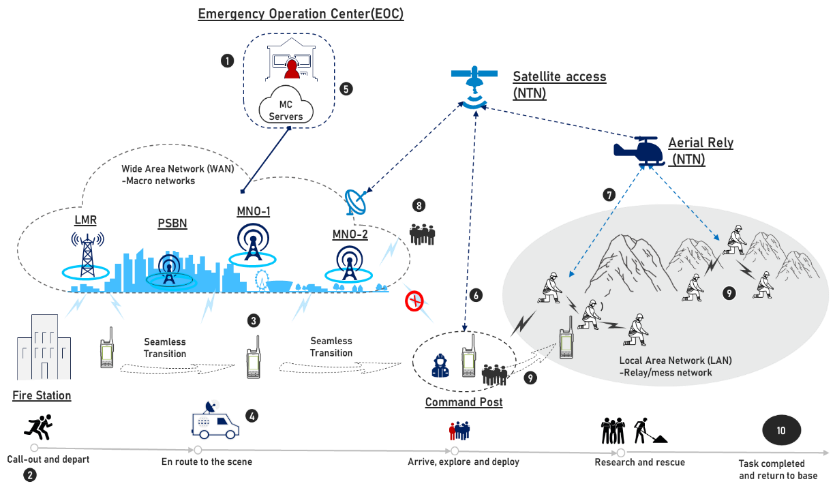 Emergency Operation Center(EOC)
1
5
MC
Servers
Satellite access
(NTN)
Aerial Rely
(NTN)
Wide Area Network (WAN)
-Macro networks
7
8
LMR
PSBN
MNO-1
MNO-2
6
9
3
Seamless
Transition
Seamless
Transition
Local Area Network (LAN)
-Relay/mess network
9
Fire Station
Command Post
4
10
Call-out and depart
En route to the scene
Arrive, explore and deploy
Research and rescue
Task completed
and return to base
2